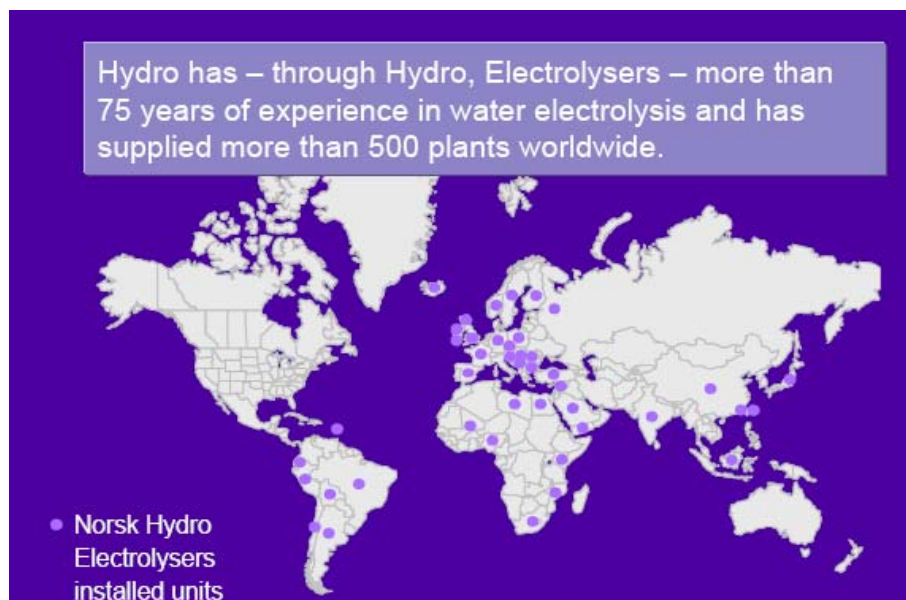 Hydro has – through Hydro, Electrolysers – more than
75 years of experience in water electrolysis and has
supplied more than 500 plants worldwide.
Norsk Hydro
Electrolysers
installed units